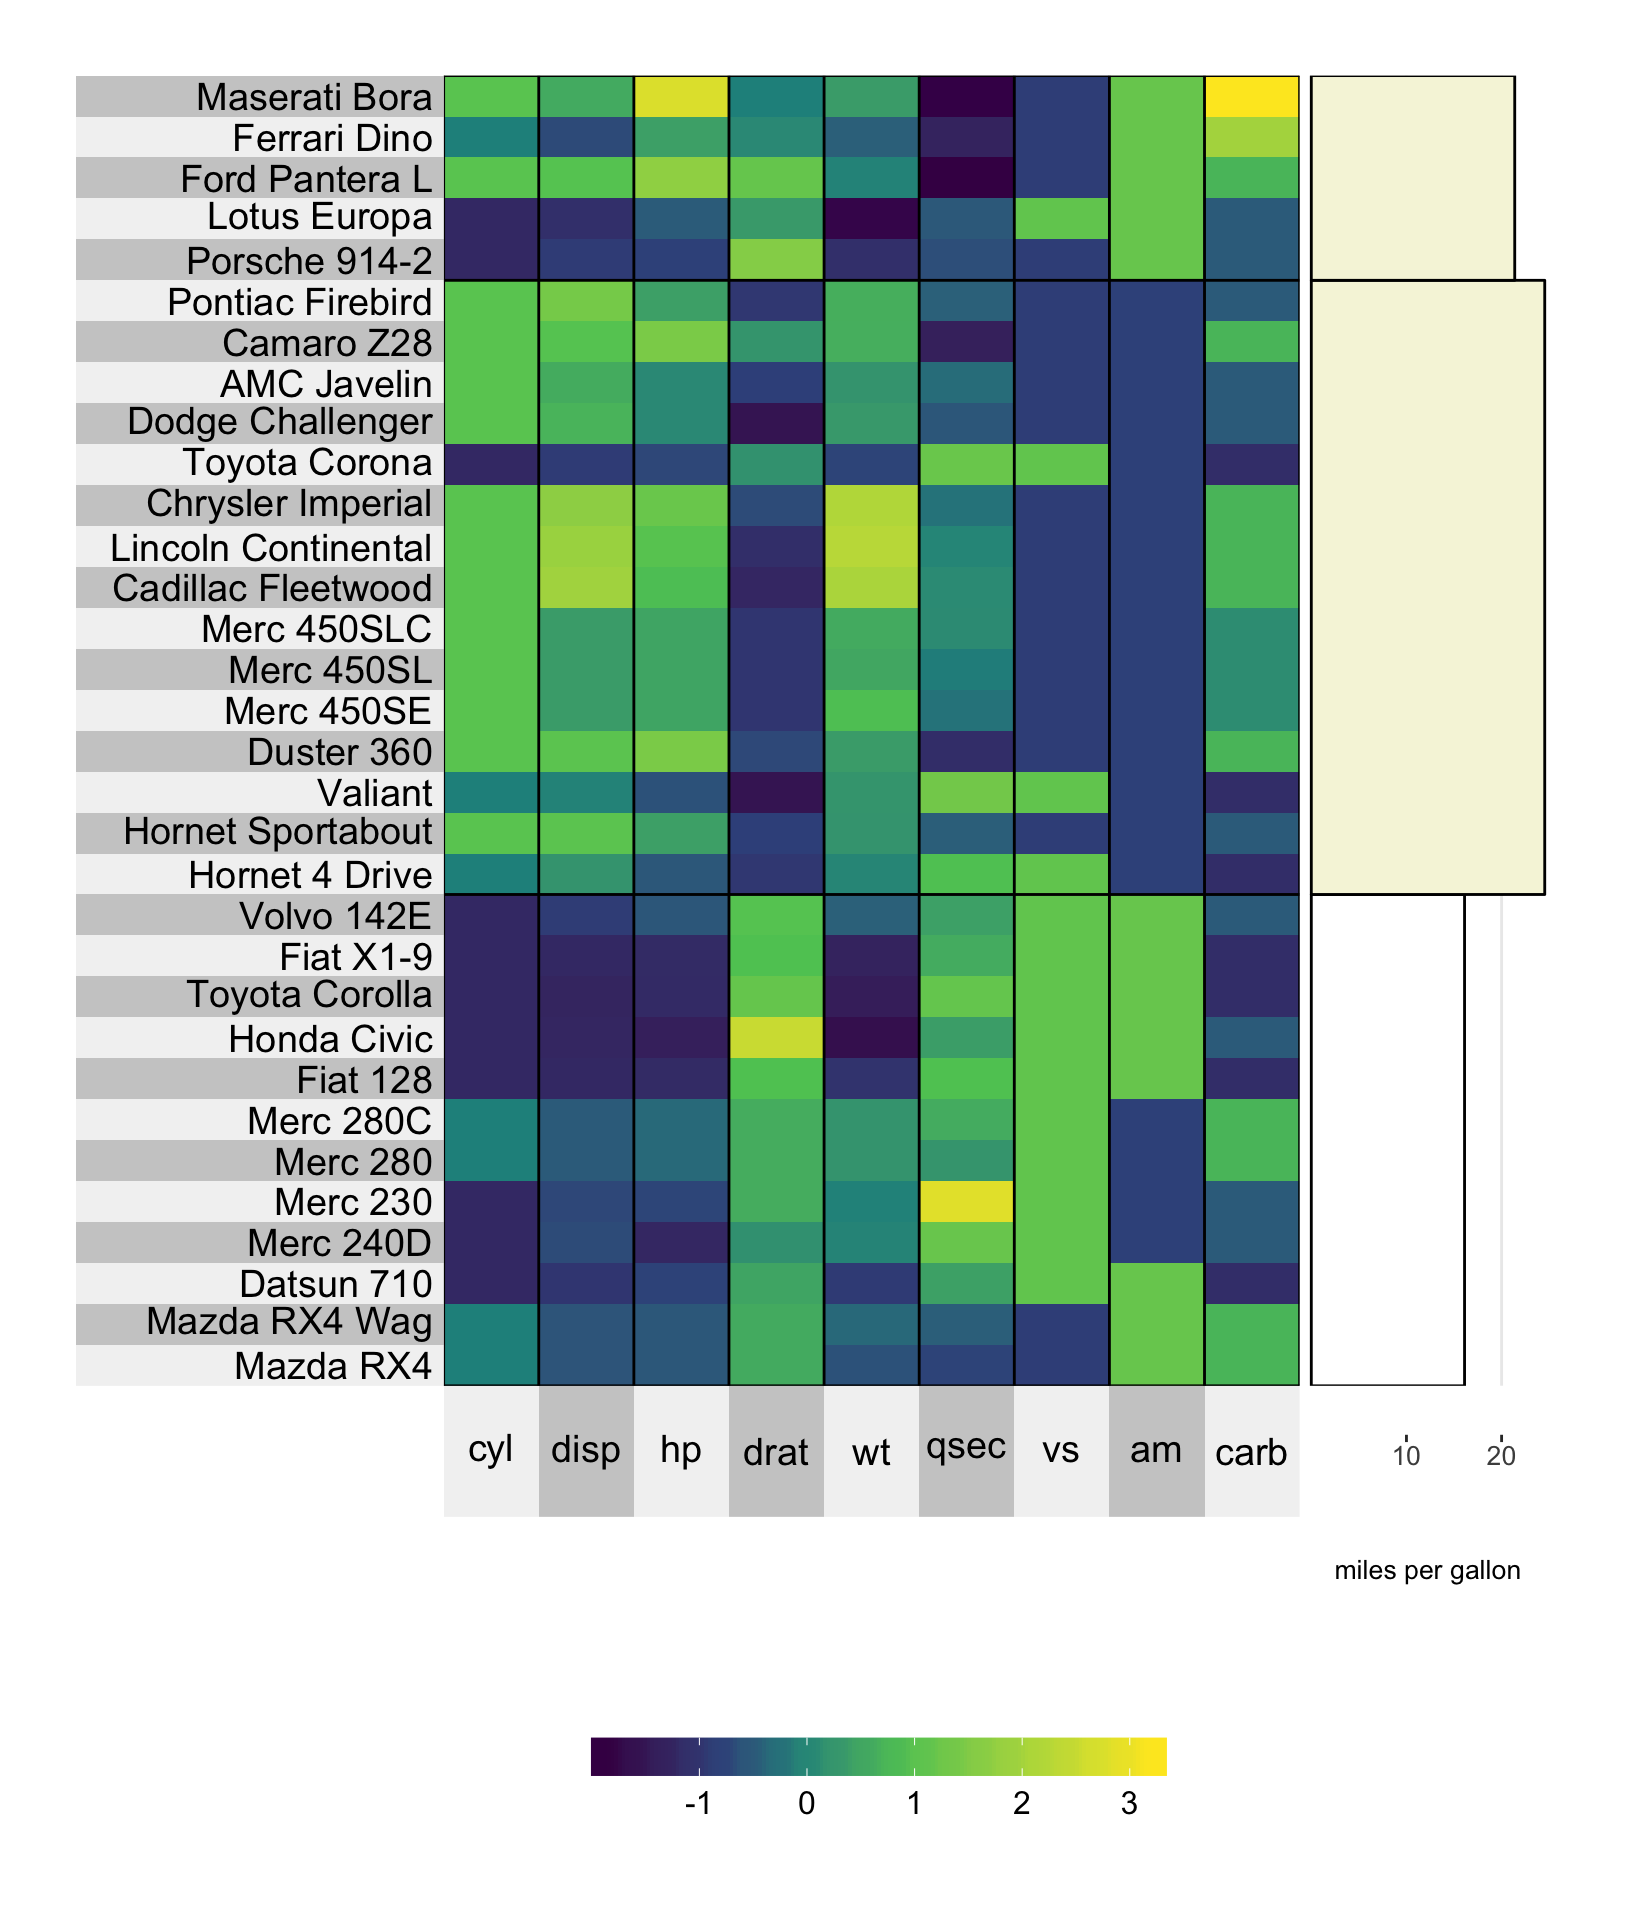 Maserati Bora
Ferrari Dino
Ford Pantera L
Lotus Europa
Porsche 914-2
Pontiac Firebird
Camaro Z28
AMC Javelin
Dodge Challenger
Toyota Corona
Chrysler Imperial
Lincoln Continental
Cadillac Fleetwood
Merc 450SLC
Merc 450SL
Merc 450SE
Duster 360
Valiant
Hornet Sportabout
Hornet 4 Drive
Volvo 142E
Fiat X1-9
Toyota Corolla
Honda Civic
Fiat 128
Merc 280C
Merc 280
Merc 230
Merc 240D
Datsun 710
Mazda RX4 Wag
Mazda RX4
cyl disp hp drat wt qsec vs am carb 10 20
miles per gallon
-1 0 1 2 3